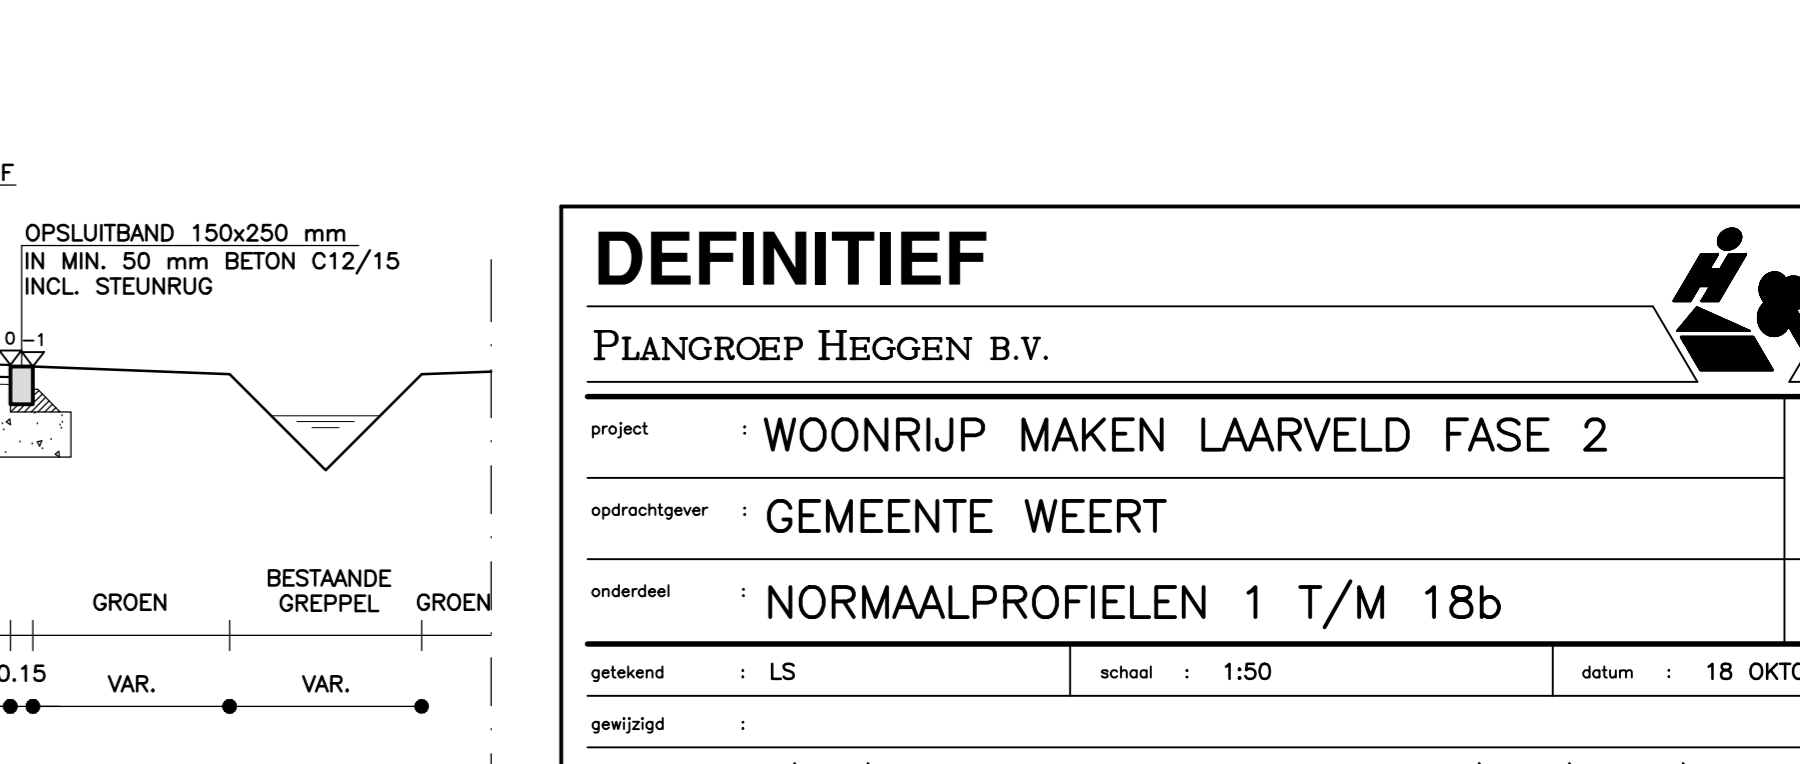 F
OPSLUITBAND 150x250 mm
IN MIN. 50 mm BETON C12/15
INCL. STEUNRUG
0 -1
BESTAANDE
GROEN GREPPEL GROEN
0.15
VAR. VAR.
DEFINITIEF
PLANGROEP HEGGEN B.V.
project : WOONRIJP MAKEN LAARVELD FASE 2
opdrachtgever : GEMEENTE WEERT
onderdeel : NORMAALPROFIELEN 1 T/M 18b
getekend : LS schaal : 1:50 datum : 18 OKTO
gewijzigd :